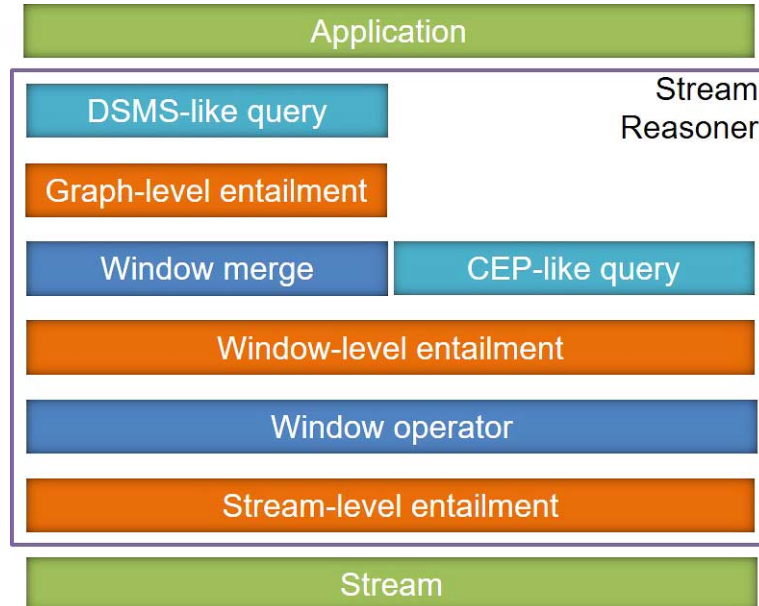 Application
Stream
Reasoner
DSMS-like query
Graph-level entailment
Window merge
CEP-like query
Window-level entailment
Window operator
Stream-level entailment
Stream